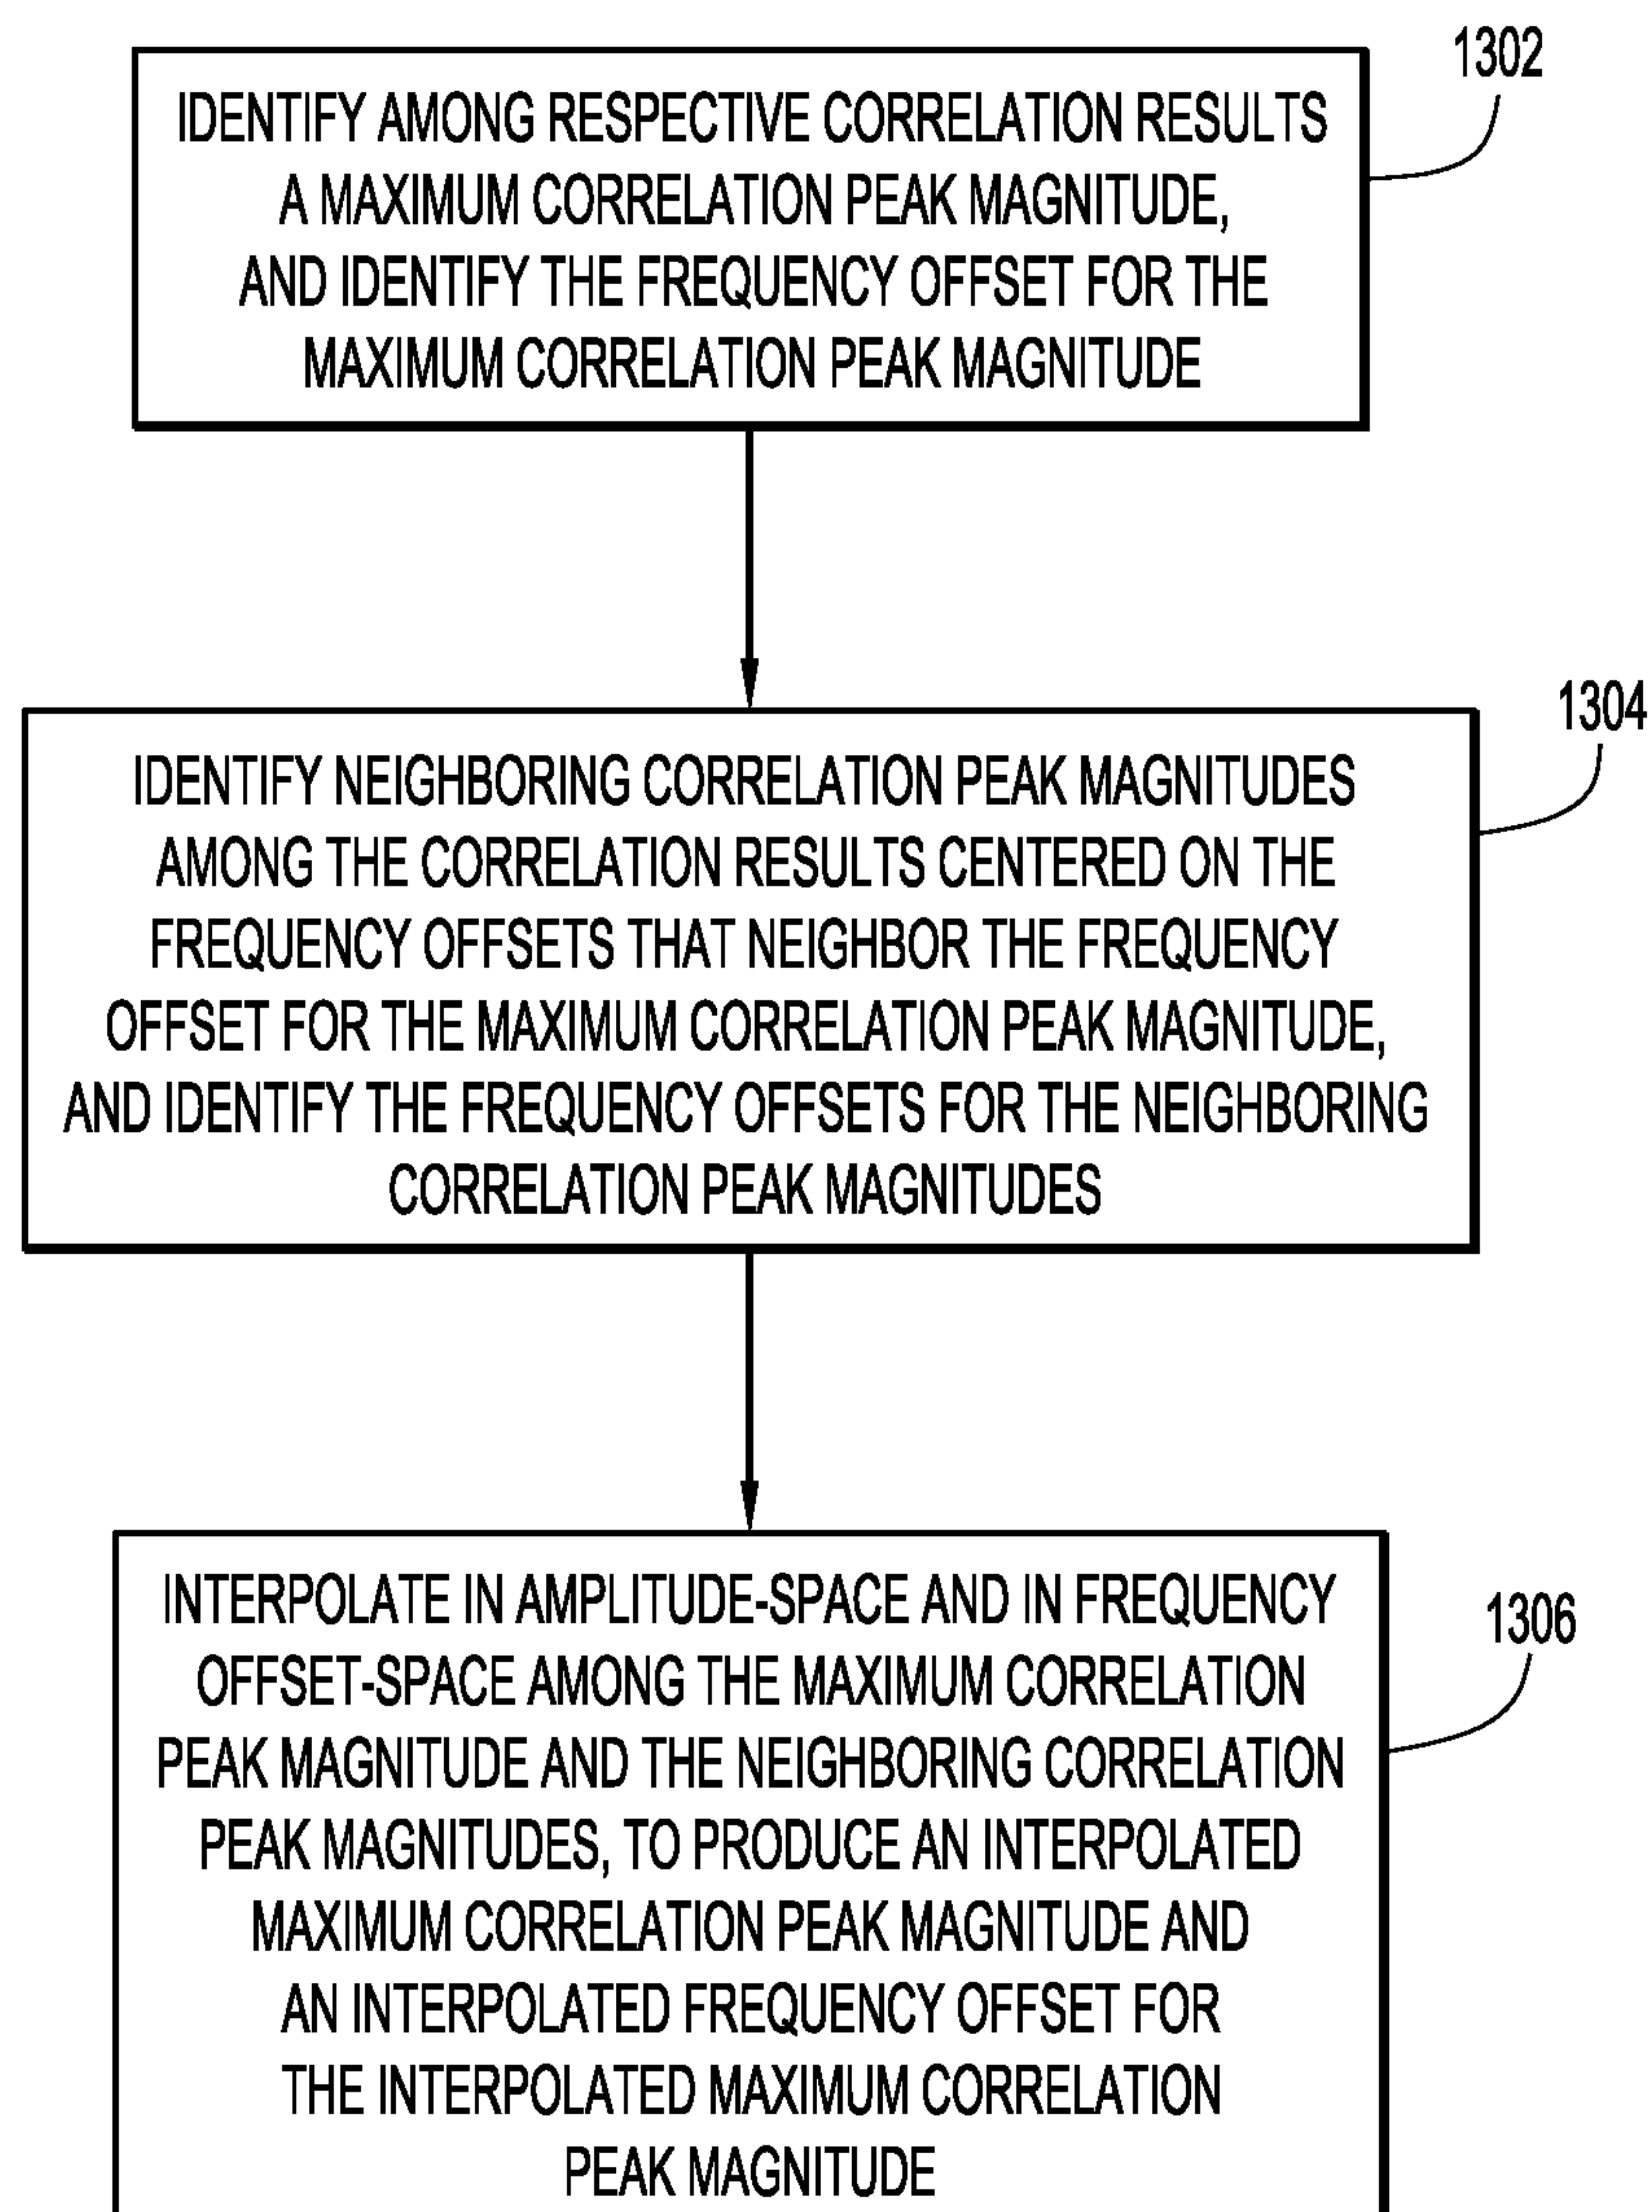 1302
IDENTIFY AMONG RESPECTIVE CORRELATION RESULTS
A MAXIMUM CORRELATION PEAK MAGNITUDE,
AND IDENTIFY THE FREQUENCY OFFSET FOR THE
MAXIMUM CORRELATION PEAK MAGNITUDE
1304
IDENTIFY NEIGHBORING CORRELATION PEAK MAGNITUDES
AMONG THE CORRELATION RESULTS CENTERED ON THE
FREQUENCY OFFSETS THAT NEIGHBOR THE FREQUENCY
OFFSET FOR THE MAXIMUM CORRELATION PEAK MAGNITUDE,
AND IDENTIFY THE FREQUENCY OFFSETS FOR THE NEIGHBORING
CORRELATION PEAK MAGNITUDES
1306
INTERPOLATE IN AMPLITUDE-SPACE AND IN FREQUENCY
OFFSET-SPACE AMONG THE MAXIMUM CORRELATION
PEAK MAGNITUDE AND THE NEIGHBORING CORRELATION
PEAK MAGNITUDES, TO PRODUCE AN INTERPOLATED
MAXIMUM CORRELATION PEAK MAGNITUDE AND
AN INTERPOLATED FREQUENCY OFFSET FOR
THE INTERPOLATED MAXIMUM CORRELATION
PEAK MAGNITUDE